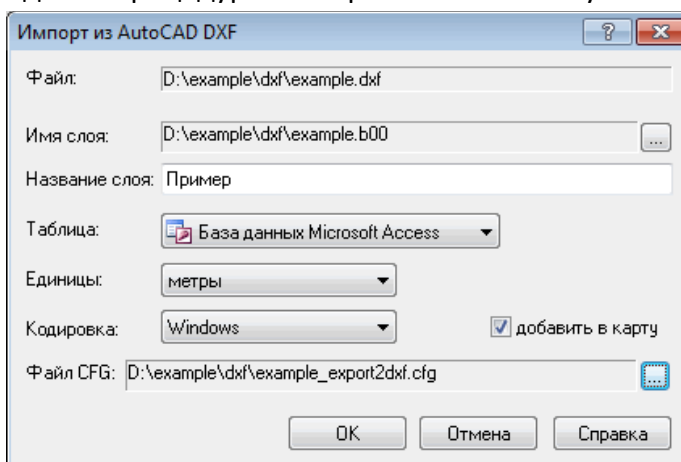 Импорт из AutoCAD DXF
Файл: D:\example\dxf\example.dxf
Имя слоя: D:\example\dxf\example.b00 ...
Название слоя: Пример
Таблица: База данных Microsoft Access
Единицы: метры
Кодировка: Windows добавить в карту
Файл CFG: D:\example\dxf\example_export2dxf.cfg ...
OK Отмена Справка